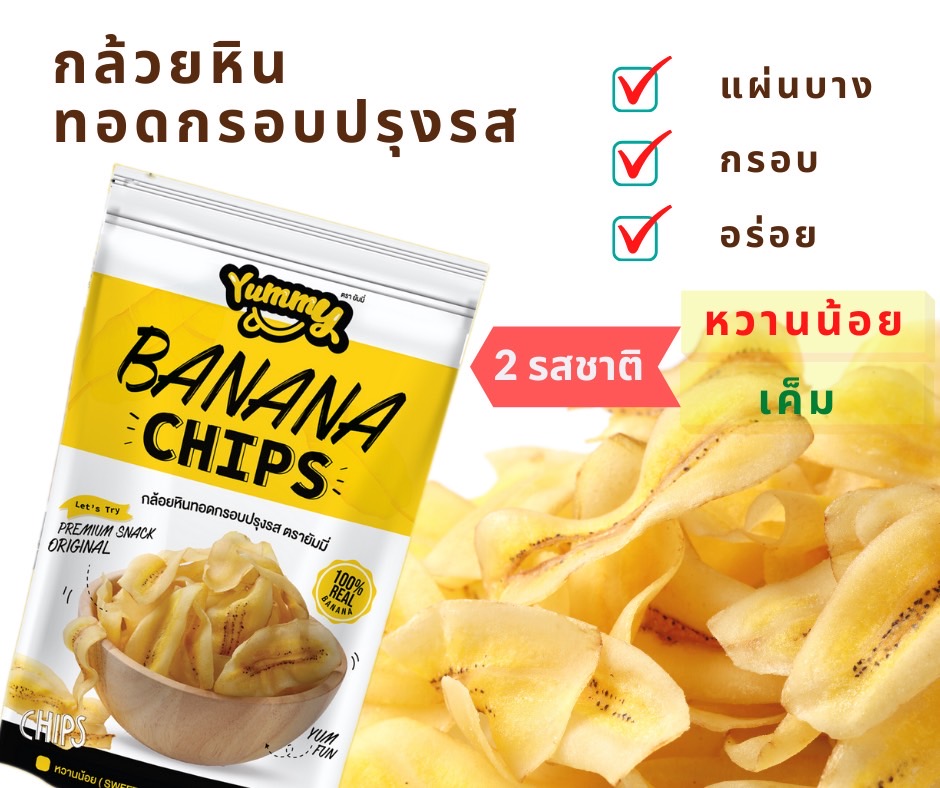 กล้วยหิน
ทอดกรอบปรุงรส
แผ่นบาง
กรอบ
อร่อย
2 รสชาติ
หวานน้อย
เค็ม
Yummy
ตรา ยัมมี่
BANANA
CHIPS
กล้อยหินทอดกรอบปรุงรส ตรายัมมี่
Let's Try
PREMIUM SNACK
ORIGINAL
100%
REAL
BANANA
CHIPS
YUM
FUN
หวานน้อย ( SWEE